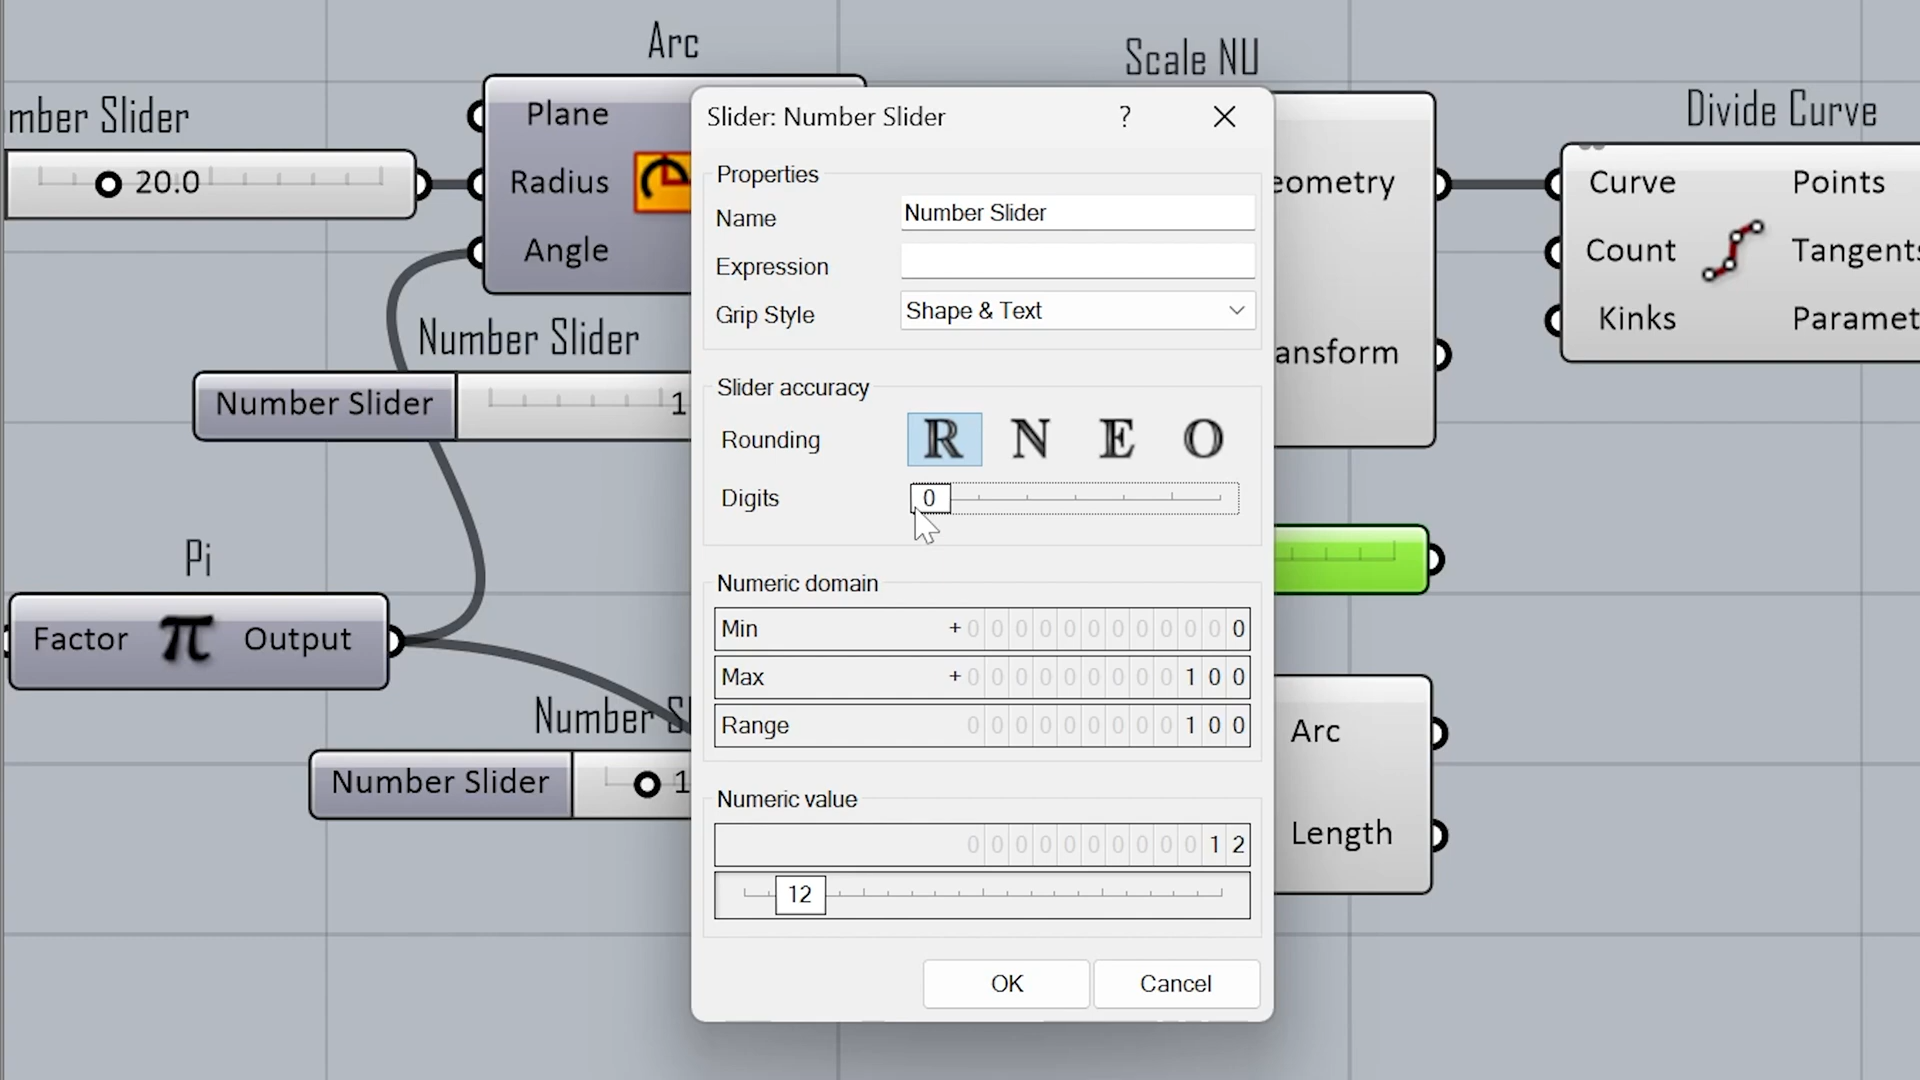 Arc
Scale NU
mber Slider
Divide Curve
Plane
Radius
Angle
20.0
Slider: Number Slider
?
Properties
Name
Number Slider
Expression
Grip Style
Shape & Text
Slider accuracy
Rounding
R N E O
Digits
0
Numeric domain
Min
+ 0 0 0 0 0 0 0 0 0 0 0 0
Max
+ 0 0 0 0 0 0 0 0 0 1 0 0
Range
0 0 0 0 0 0 0 0 0 1 0 0
Numeric value
0 0 0 0 0 0 0 0 0 0 1 2
12
OK
Cancel
eometry
ansform
Curve
Count
Kinks
Points
Tangents
Paramet
Number Slider
Number Slider
1
Pi
Factor
π
Output
Number S
Number Slider
1
Arc
Length